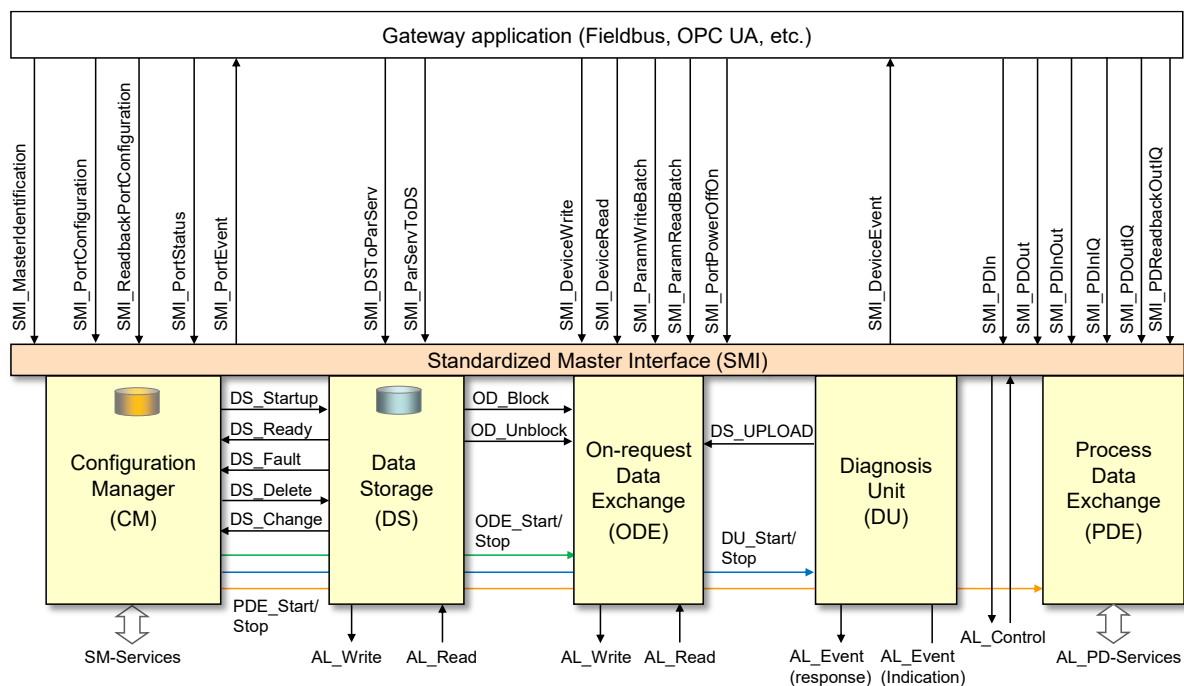 Gateway application (Fieldbus, OPC UA, etc.)
SMI_MasterIdentification
SMI_PortConfiguration
SMI_ReadbackPortConfiguration
SMI_PortStatus
SMI_PortEvent
SMI_DSToParServ
SMI_ParServToDS
SMI_DeviceWrite
SMI_DeviceRead
SMI_ParamWriteBatch
SMI_ParamReadBatch
SMI_PortPowerOffOn
SMI_DeviceEvent
SMI_PDIn
SMI_PDOut
SMI_PDInOut
SMI_PDInIQ
SMI_PDOutIQ
SMI_PDReadbackOutIQ
Standardized Master Interface (SMI)
Configuration
Manager
(CM)
DS_Startup
DS_Ready
DS_Fault
DS_Delete
DS_Change
Data
Storage
(DS)
OD_Block
OD_Unblock
ODE_Start/
Stop
On-request
Data
Exchange
(ODE)
DS_UPLOAD
DU_Start/
Stop
Diagnosis
Unit
(DU)
Process
Data
Exchange
(PDE)
PDE_Start/
Stop
SM-Services
AL_Write
AL_Read
AL_Write
AL_Read
AL_Event
(response)
AL_Event
(Indication)
AL_Control
AL_PD-Services